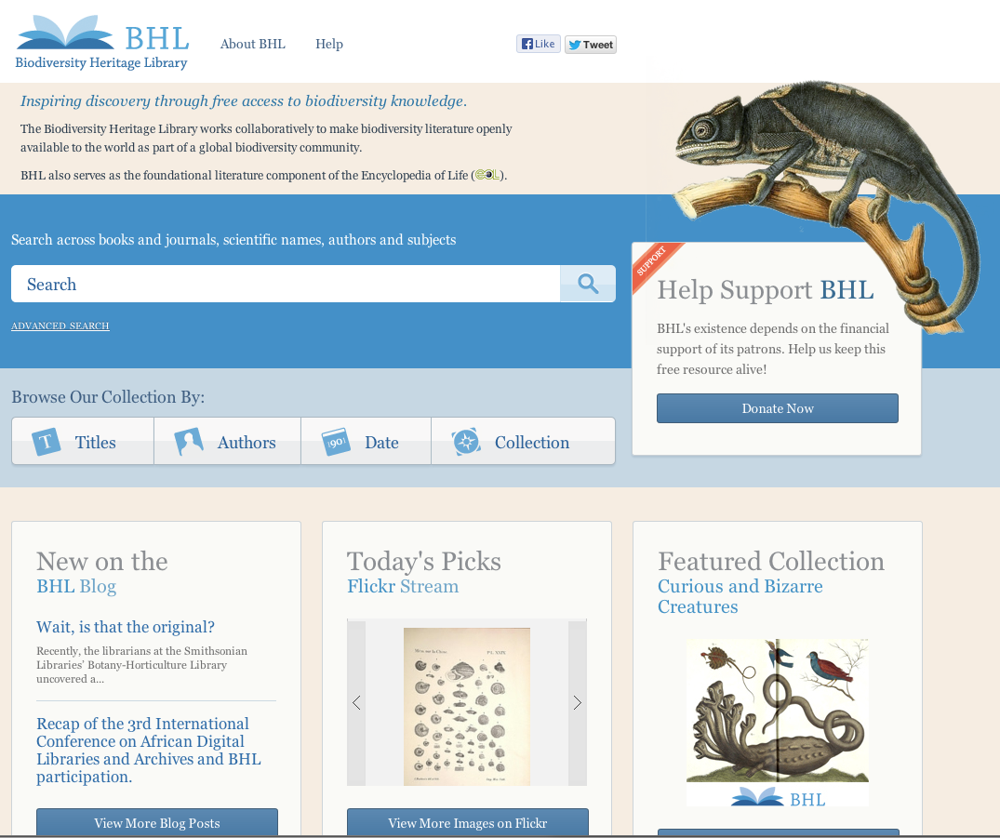 BHL
Biodiversity Heritage Library
About BHL
Help
Like
Tweet
Inspiring discovery through free access to biodiversity knowledge.
The Biodiversity Heritage Library works collaboratively to make biodiversity literature openly
available to the world as part of a global biodiversity community.
BHL also serves as the foundational literature component of the Encyclopedia of Life (EOL).
Search across books and journals, scientific names, authors and subjects
Search
ADVANCED SEARCH
SUPPORT
Help Support BHL
BHL's existence depends on the financial
support of its patrons. Help us keep this
free resource alive!
Donate Now
Browse Our Collection By:
T
Titles
Authors
1901
Date
Collection
New on the
BHL Blog
Wait, is that the original?
Recently, the librarians at the Smithsonian
Libraries' Botany-Horticulture Library
uncovered a...
Recap of the 3rd International
Conference on African Digital
Libraries and Archives and BHL
participation.
View More Blog Posts
Today's Picks
Flickr Stream
View More Images on Flickr
Featured Collection
Curious and Bizarre
Creatures
BHL